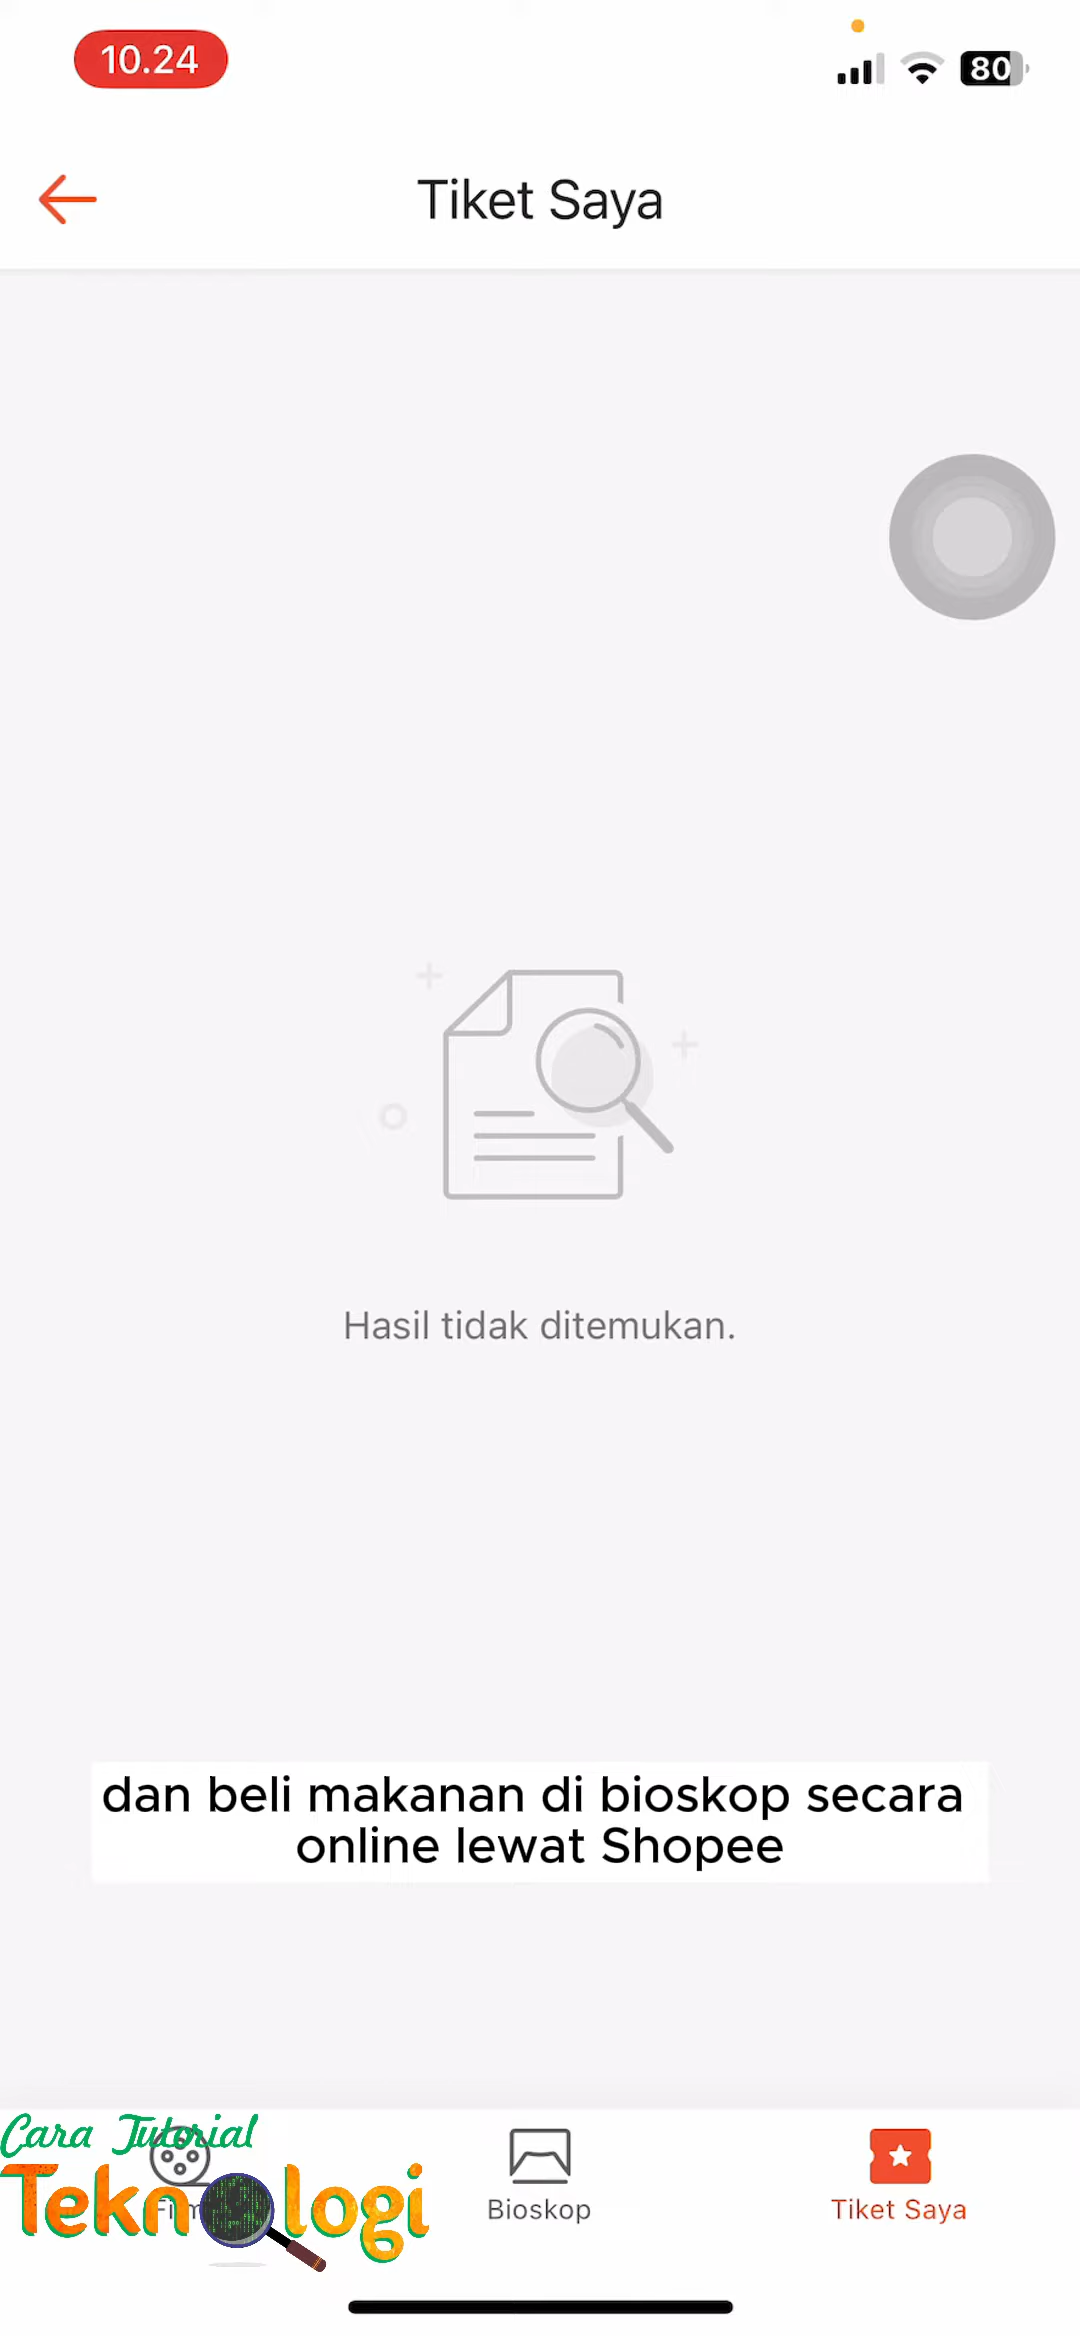 10.24
80
Tiket Saya
Hasil tidak ditemukan.
dan beli makanan di bioskop secara
online lewat Shopee
Cara Tutorial
Teknologi
Bioskop
Tiket Saya